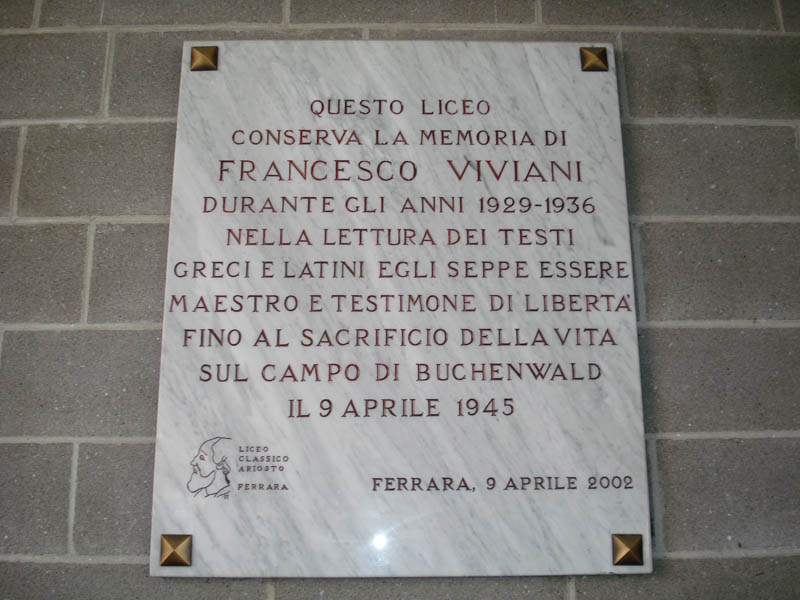 QUESTO LICEO
CONSERVA LA MEMORIA DI
FRANCESCO VIVIANI
DURANTE GLI ANNI 1929-1936
NELLA LETTURA DEI TESTI
GRECI E LATINI EGLI SEPPE ESSERE
MAESTRO E TESTIMONE DI LIBERTA'
FINO AL SACRIFICIO DELLA VITA
SUL CAMPO DI BUCHENWALD
IL 9 APRILE 1945
LICEO
CLASSICO
ARIOSTO
FERRARA
FERRARA, 9 APRILE 2002